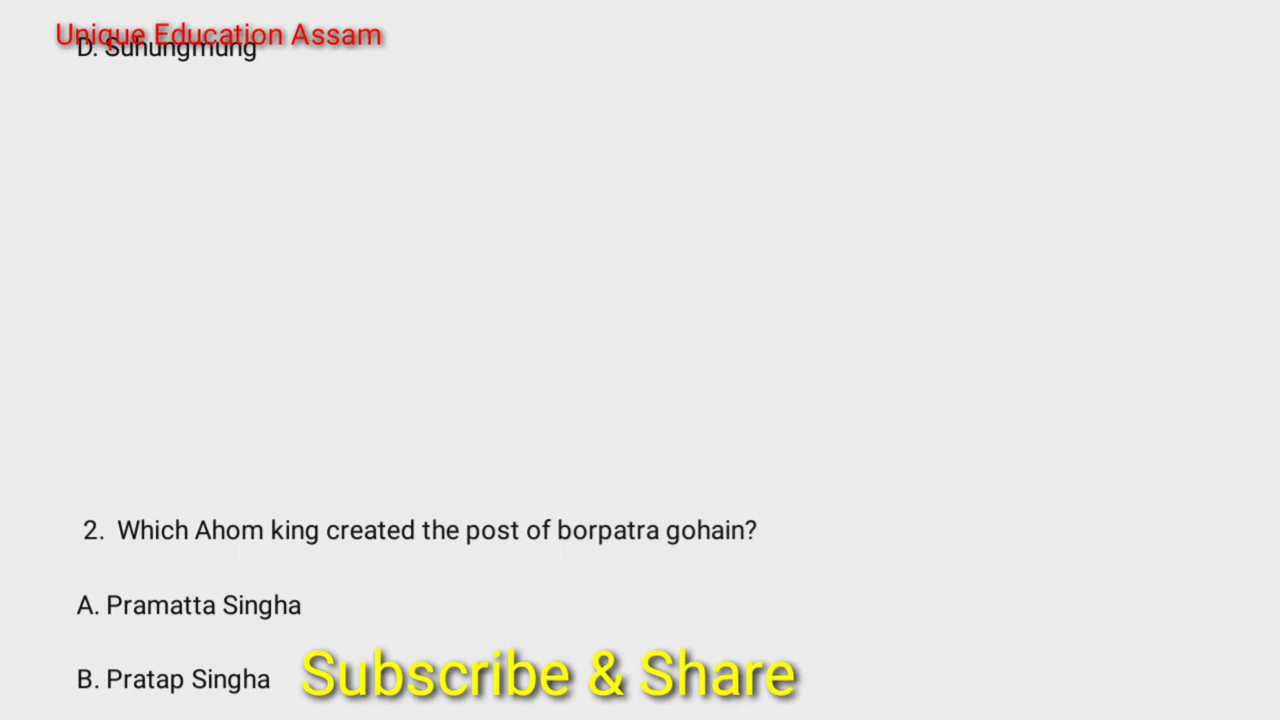 Unique Education Assam
D. Suhungmung
2. Which Ahom king created the post of borpatra gohain?
A. Pramatta Singha
B. Pratap Singha
Subscribe & Share